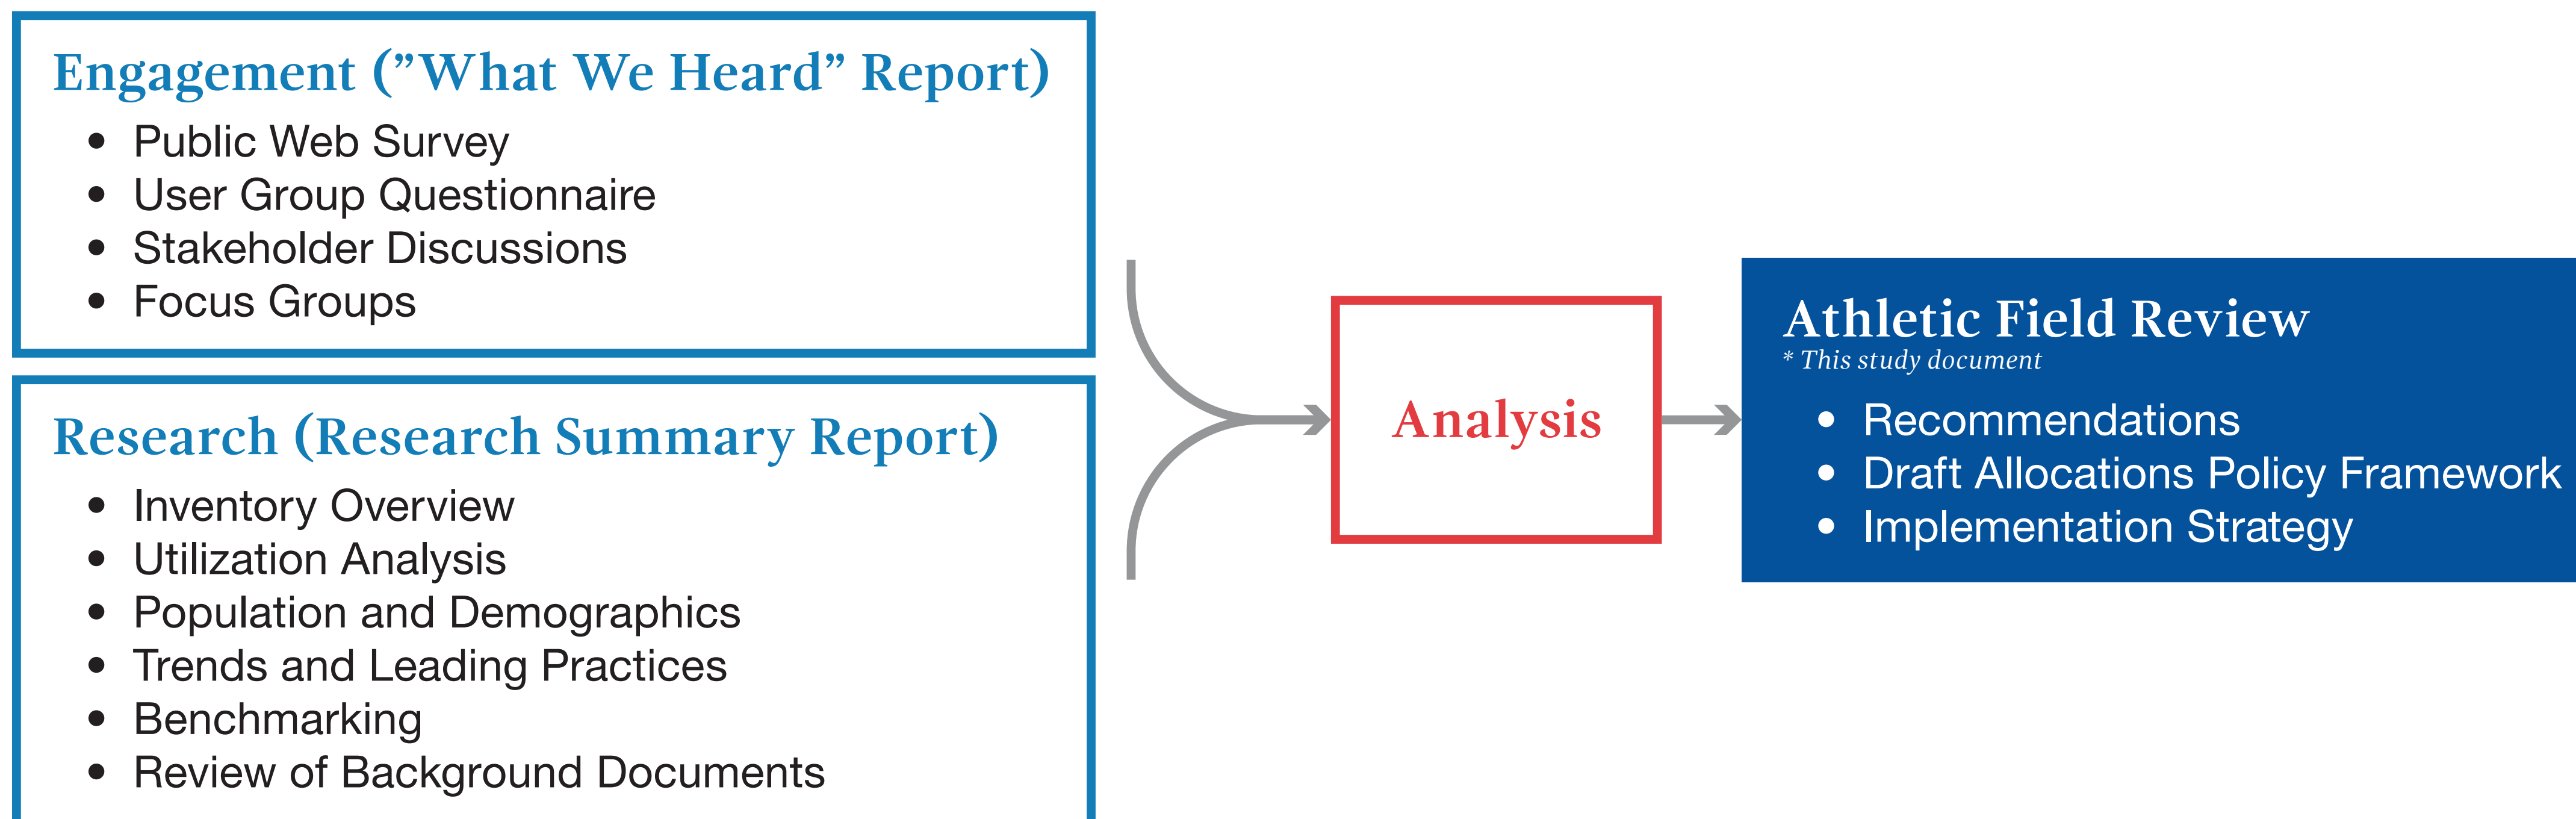 Engagement (”What We Heard” Report)
• Public Web Survey
• User Group Questionnaire
• Stakeholder Discussions
• Focus Groups
Research (Research Summary Report)
• Inventory Overview
• Utilization Analysis
• Population and Demographics
• Trends and Leading Practices
• Benchmarking
• Review of Background Documents
Analysis
Athletic Field Review
* This study document
• Recommendations
• Draft Allocations Policy Framework
• Implementation Strategy